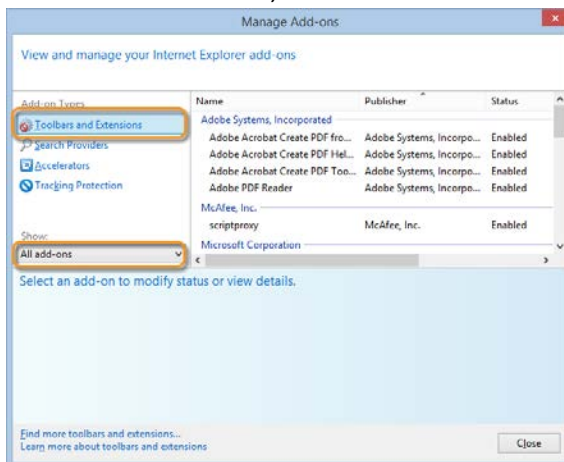 Manage Add-ons
View and manage your Internet Explorer add-ons
Add-on Types
Toolbars and Extensions
Search Providers
Accelerators
Tracking Protection
Show:
All add-ons
Name Publisher Status
Adobe Systems, Incorporated
Adobe Acrobat Create PDF fro... Adobe Systems, Incorpo... Enabled
Adobe Acrobat Create PDF Hel... Adobe Systems, Incorpo... Enabled
Adobe Acrobat Create PDF Too... Adobe Systems, Incorpo... Enabled
Adobe PDF Reader Adobe Systems, Incorpo... Enabled
McAfee, Inc.
scriptproxy McAfee, Inc. Enabled
Microsoft Corporation
Select an add-on to modify status or view details.
Find more toolbars and extensions...
Learn more about toolbars and extensions
Close